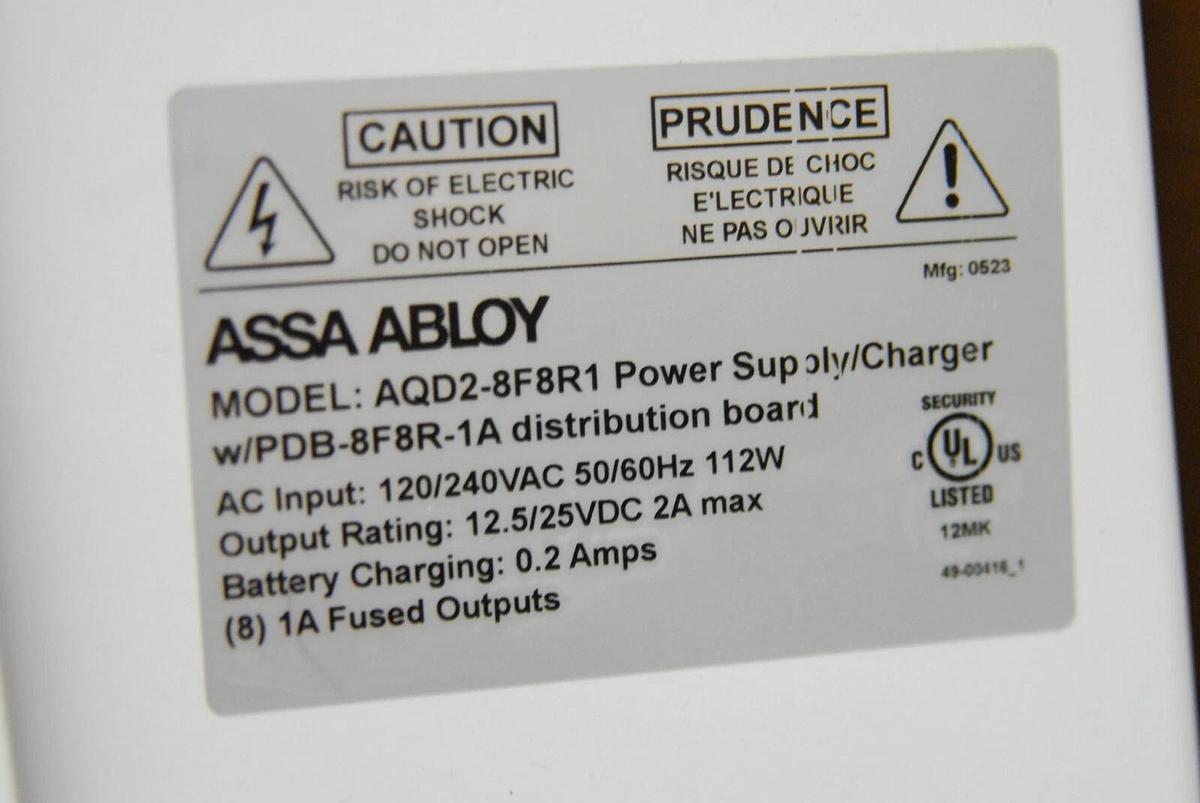 CAUTION
RISK OF ELECTRIC
SHOCK
DO NOT OPEN
PRUDENCE
RISQUE DE CHOC
E'LECTRIQUE
NE PAS OUVRIR
Mfg: 0523
ASSA ABLOY
MODEL: AQD2-8F8R1 Power Supply/Charger
w/PDB-8F8R-1A distribution board
AC Input: 120/240VAC 50/60Hz 112W
Output Rating: 12.5/25VDC 2A max
Battery Charging: 0.2 Amps
(8) 1A Fused Outputs
SECURITY
C UL US
LISTED
12MK
49-00416_1